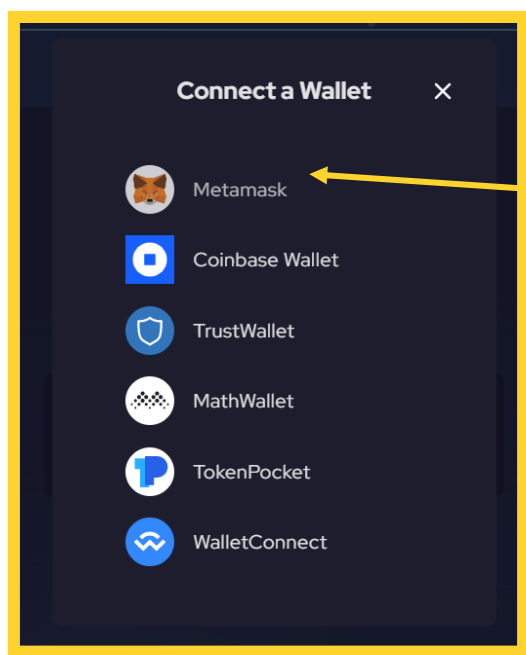 Connect a Wallet
Metamask
Coinbase Wallet
TrustWallet
MathWallet
TokenPocket
WalletConnect